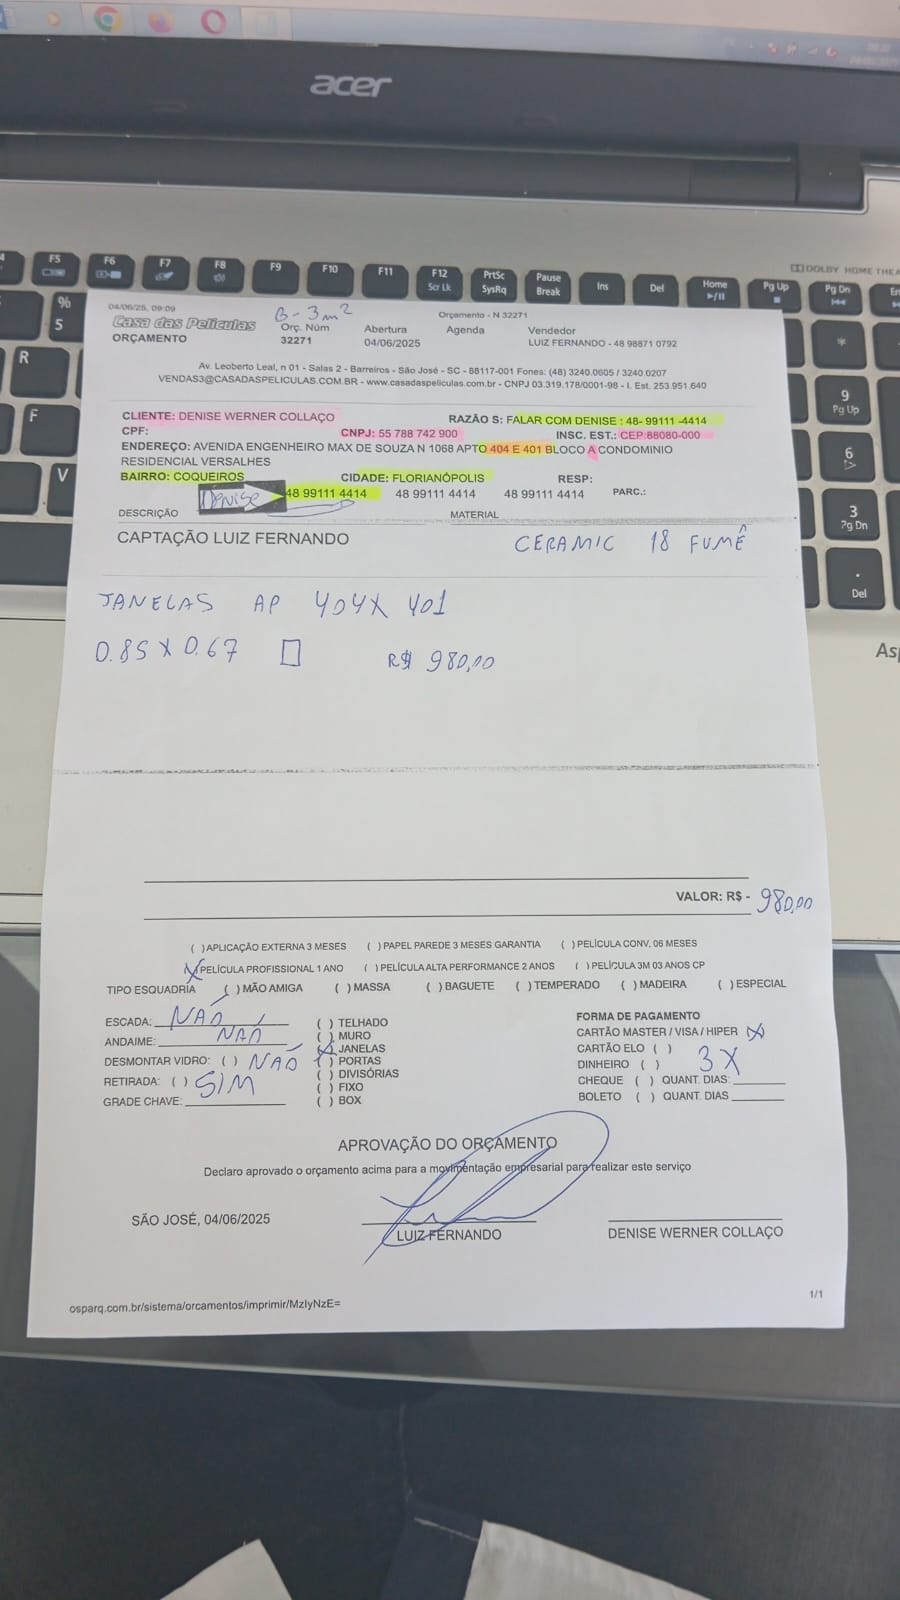 acer
F5
F6
F7
F8
F9
F10
F11
F12
Scr Lk
PrtSc
SysRq
Pause
Break
Ins
Del
Home
Pg Up
Pg Dn
DOLBY HOME THEA
%
5
R
F
V
*
9
Pg Up
6
3
Pg Dn
.
Del
Asp
04/06/25, 09:09
B - 3m²
Orçamento - N 32271
Casa das Películas
Orç. Núm
Abertura
Agenda
Vendedor
ORÇAMENTO
32271
04/06/2025
LUIZ FERNANDO - 48 98871 0792
Av. Leoberto Leal, n 01 - Salas 2 - Barreiros - São José - SC - 88117-001 Fones: (48) 3240.0605 / 3240.0207
VENDAS3@CASADASPELICULAS.COM.BR - www.casadaspeliculas.com.br - CNPJ 03.319.178/0001-98 - I. Est. 253.951.640
CLIENTE: DENISE WERNER COLLAÇO RAZÃO S: FALAR COM DENISE : 48- 99111 -4414
CPF: CNPJ: 55 788 742 900 INSC. EST.: CEP:88080-000
ENDEREÇO: AVENIDA ENGENHEIRO MAX DE SOUZA N 1068 APTO 404 E 401 BLOCO A CONDOMINIO
RESIDENCIAL VERSALHES
BAIRRO: COQUEIROS CIDADE: FLORIANÓPOLIS RESP:
Denise 48 99111 4414 48 99111 4414 48 99111 4414 PARC.:
DESCRIÇÃO MATERIAL
CAPTAÇÃO LUIZ FERNANDO CERAMIC 18 FUMÊ
JANELAS AP 404 X 401
0.85 X 0.67 R$ 980,00
VALOR: R$ - 980,00
( )APLICAÇÃO EXTERNA 3 MESES ( ) PAPEL PAREDE 3 MESES GARANTIA ( ) PELÍCULA CONV. 06 MESES
(X)PELÍCULA PROFISSIONAL 1 ANO ( )PELÍCULA ALTA PERFORMANCE 2 ANOS ( )PELÍCULA 3M 03 ANOS CP
TIPO ESQUADRIA ( )MÃO AMIGA ( ) MASSA ( ) BAGUETE ( ) TEMPERADO ( ) MADEIRA ( ) ESPECIAL
ESCADA: NÃO
ANDAIME: NÃO
DESMONTAR VIDRO: ( ) NÃO
RETIRADA: ( ) SIM
GRADE CHAVE:
( ) TELHADO
( ) MURO
(X) JANELAS
( ) PORTAS
( ) DIVISÓRIAS
( ) FIXO
( ) BOX
FORMA DE PAGAMENTO
CARTÃO MASTER / VISA / HIPER (X)
CARTÃO ELO ( )
DINHEIRO ( ) 3X
CHEQUE ( ) QUANT. DIAS:
BOLETO ( ) QUANT. DIAS
APROVAÇÃO DO ORÇAMENTO
Declaro aprovado o orçamento acima para a movimentação empresarial para realizar este serviço
SÃO JOSÉ, 04/06/2025
LUIZ FERNANDO
DENISE WERNER COLLAÇO
osparq.com.br/sistema/orcamentos/imprimir/MzIyNzE=
1/1